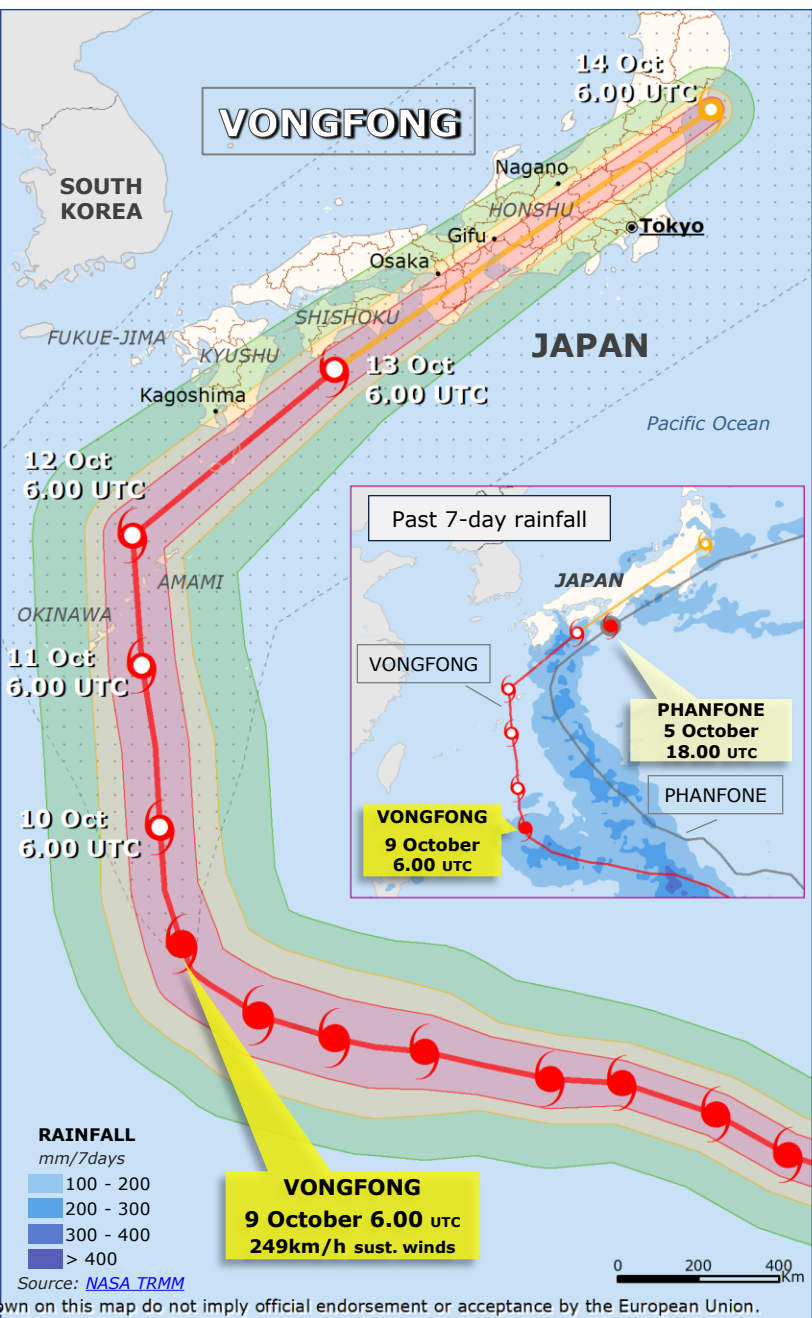 14 Oct
6.00 UTC
VONGFONG
SOUTH
KOREA
Nagano
HONSHU
Gifu
Tokyo
Osaka
SHISHOKU
FUKUE-JIMA
KYUSHU
JAPAN
13 Oct
6.00 UTC
Kagoshima
Pacific Ocean
12 Oct
6.00 UTC
Past 7-day rainfall
AMAMI
JAPAN
OKINAWA
11 Oct
6.00 UTC
VONGFONG
PHANFONE
5 October
18.00 UTC
PHANFONE
10 Oct
6.00 UTC
VONGFONG
9 October
6.00 UTC
RAINFALL
mm/7days
100 - 200
200 - 300
300 - 400
> 400
Source: NASA TRMM
VONGFONG
9 October 6.00 UTC
249km/h sust. winds
0 200 400
Km
own on this map do not imply official endorsement or acceptance by the European Union.